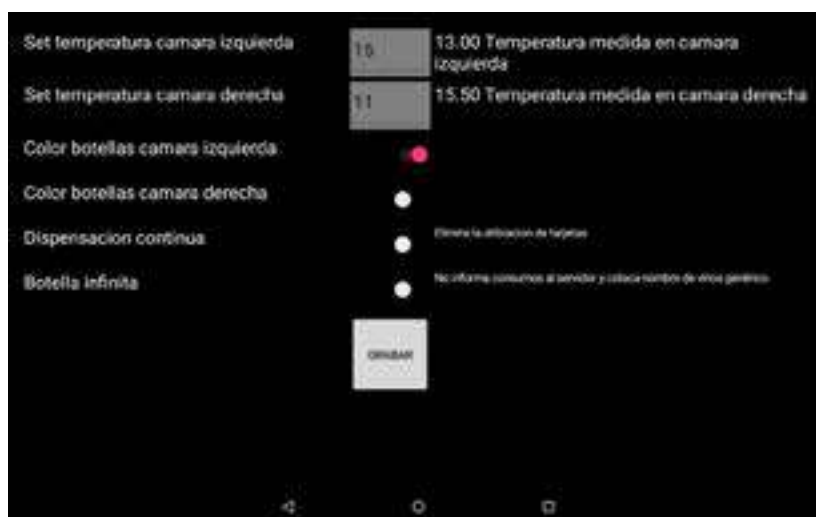 Set temperatura camara izquierda
15
13.00 Temperatura medida en camara
izquierda
Set temperatura camara derecha
11
15.50 Temperatura medida en camara derecha
Color botellas camara izquierda
Color botellas camara derecha
Dispensacion continua
Elimina la utilizacion de tarjetas
Botella infinita
No informa consumos al servidor y coloca nombre de vinos generico
GRABAR